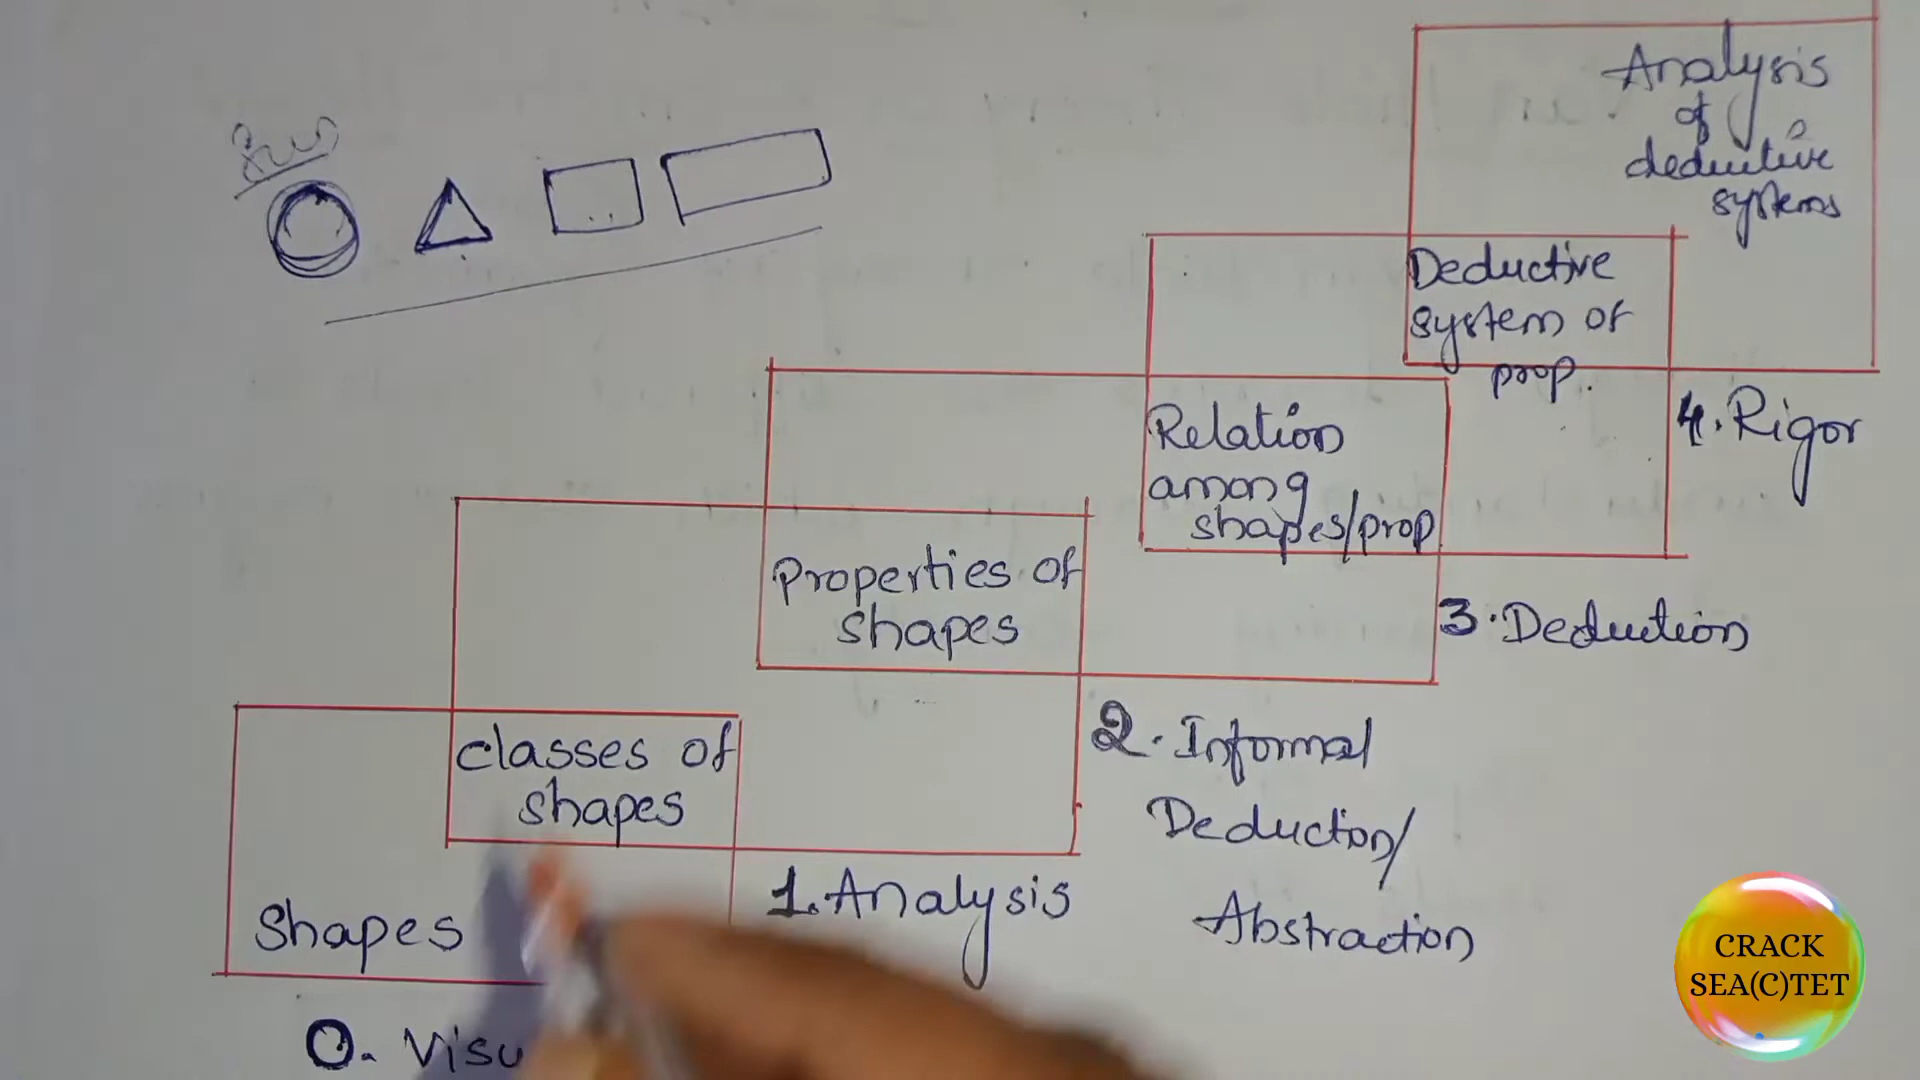 Analysis
of
deductive
systems
Deductive
system of
prop.
4. Rigor
Relation
among
shapes/prop
3. Deduction
Properties of
shapes
2. Informal
Deduction/
Abstraction
classes of
shapes
1. Analysis
Shapes
0. Visu
CRACK
SEA(C)TET